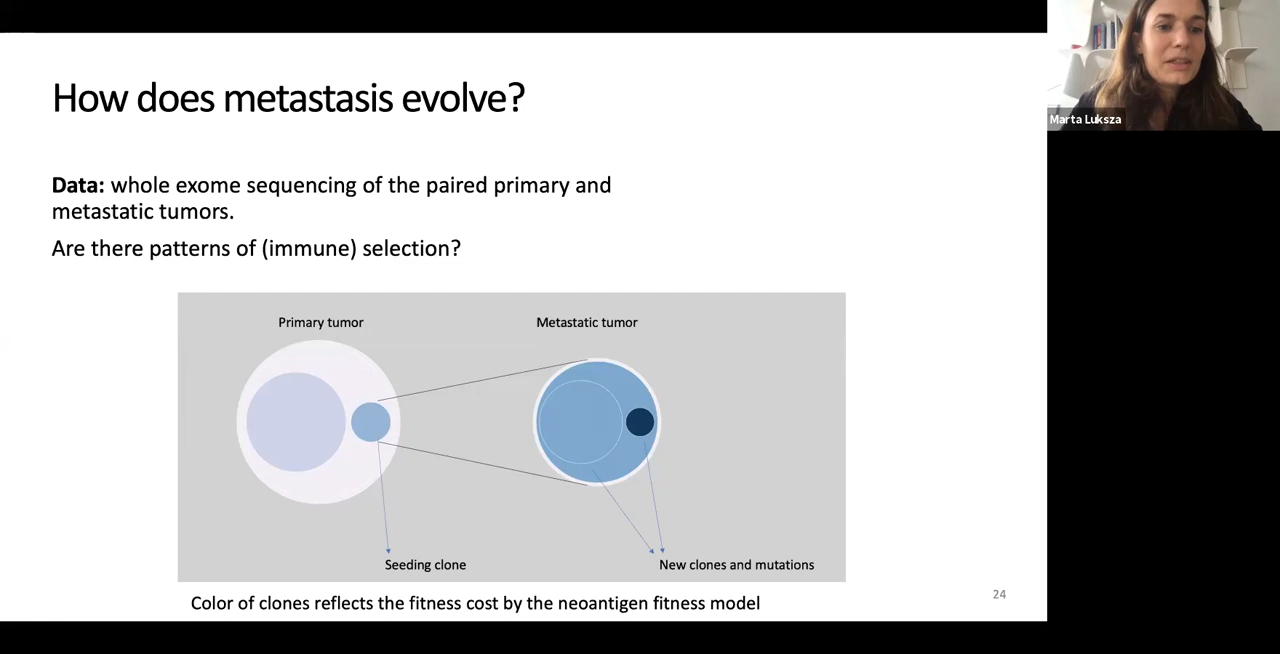 How does metastasis evolve?
Marta Luksza
Data: whole exome sequencing of the paired primary and
metastatic tumors.
Are there patterns of (immune) selection?
Primary tumor
Metastatic tumor
Seeding clone
New clones and mutations
Color of clones reflects the fitness cost by the neoantigen fitness model
24